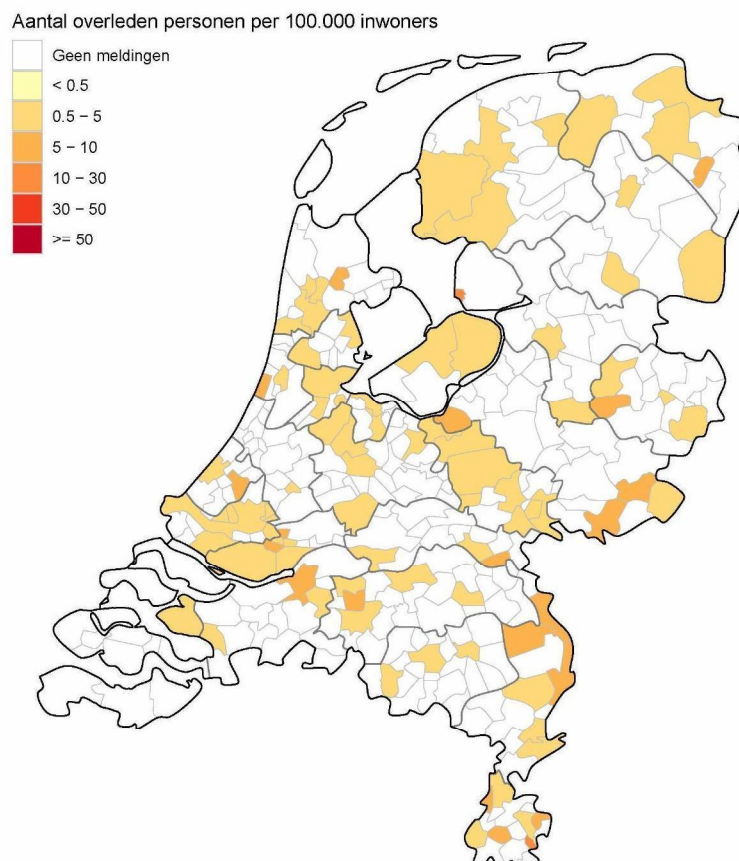 Aantal overleden personen per 100.000 inwoners
Geen meldingen
< 0.5
0.5 − 5
5 − 10
10 − 30
30 − 50
>= 50